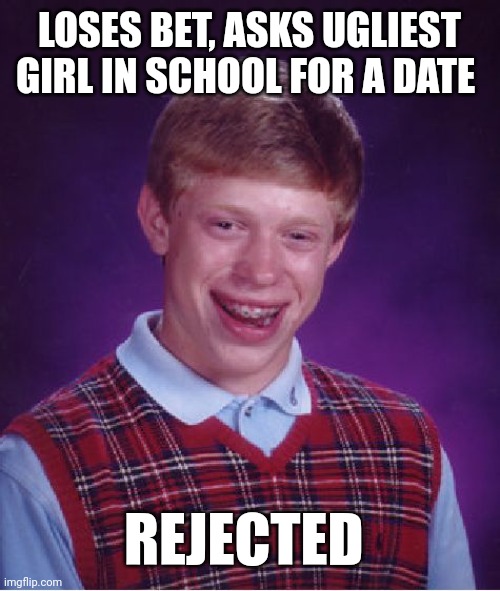 LOSES BET, ASKS UGLIEST
GIRL IN SCHOOL FOR A DATE
REJECTED
imgflip.com